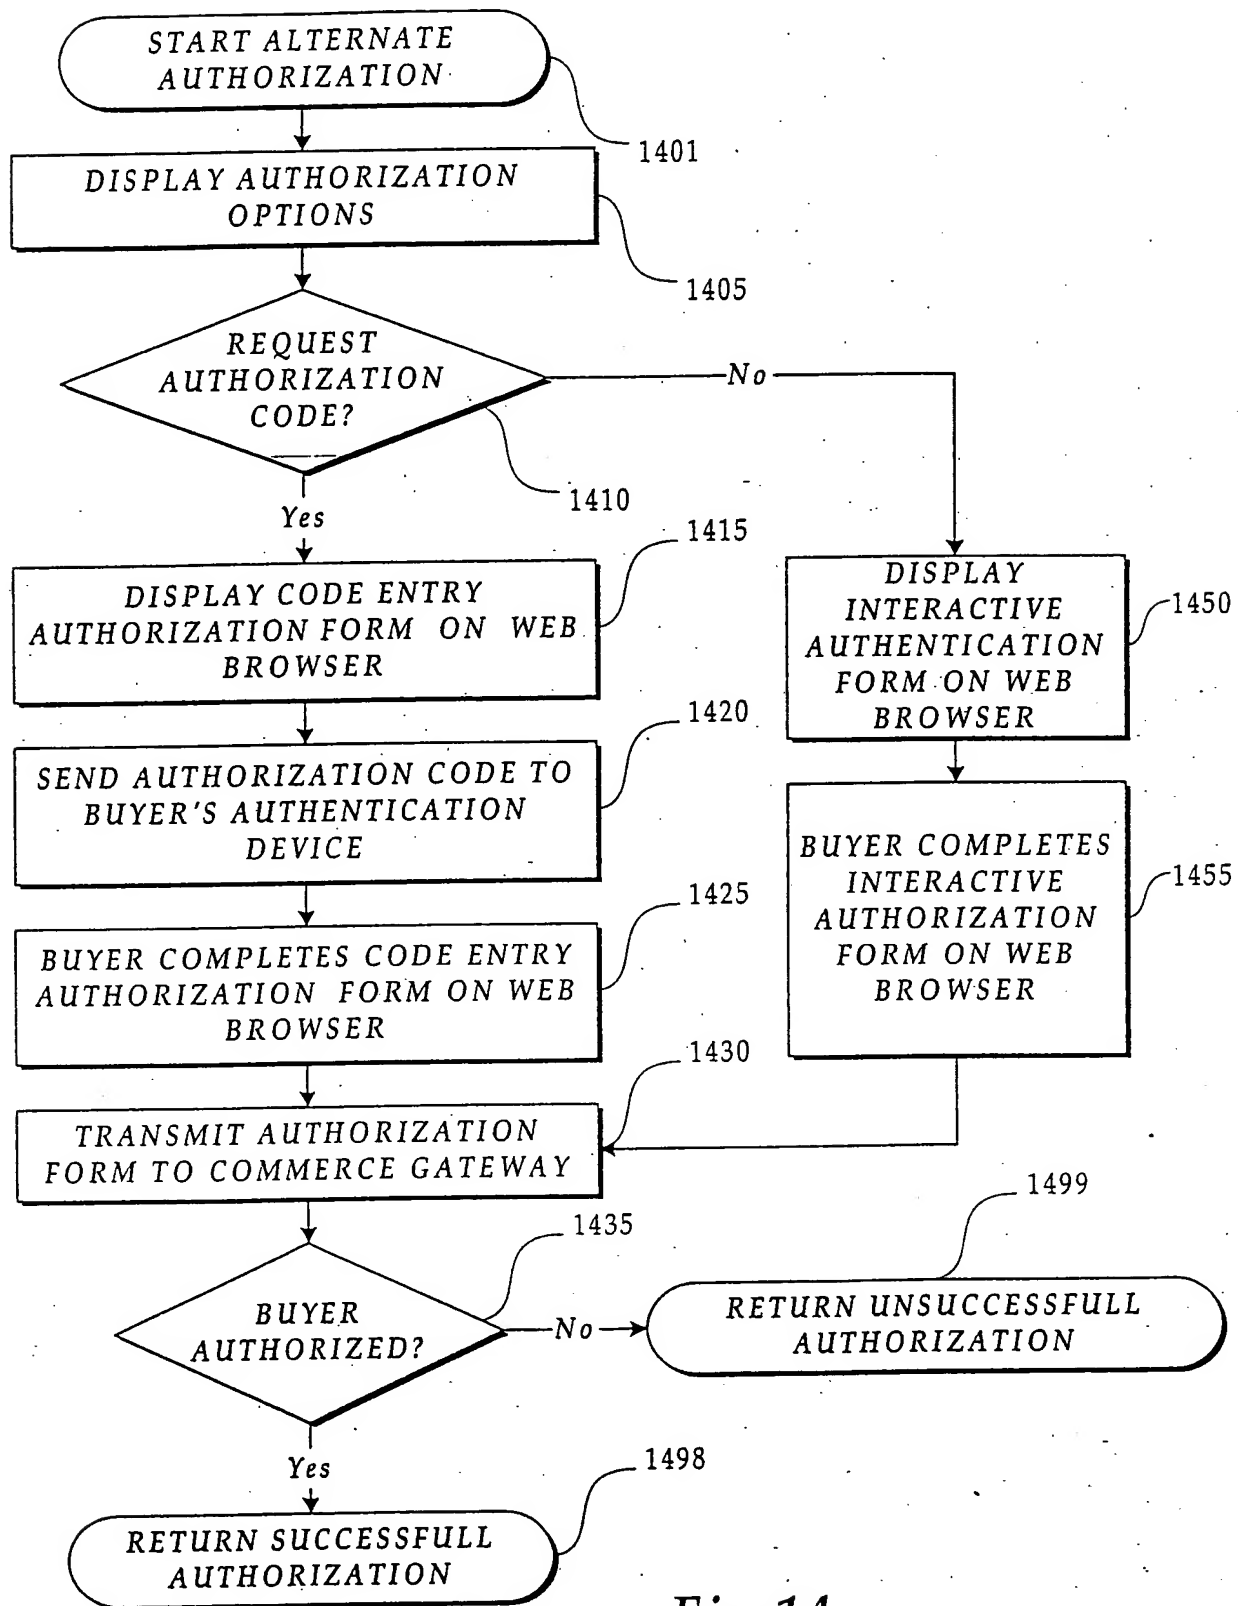 START ALTERNATE
AUTHORIZATION
1401
DISPLAY AUTHORIZATION
OPTIONS
1405
REQUEST
AUTHORIZATION
CODE?
No
1410
Yes
1415
DISPLAY CODE ENTRY
AUTHORIZATION FORM ON WEB
BROWSER
DISPLAY
INTERACTIVE
AUTHENTICATION
FORM ON WEB
BROWSER
1450
1420
SEND AUTHORIZATION CODE TO
BUYER'S AUTHENTICATION
DEVICE
BUYER COMPLETES
INTERACTIVE
AUTHORIZATION
FORM ON WEB
BROWSER
1455
1425
BUYER COMPLETES CODE ENTRY
AUTHORIZATION FORM ON WEB
BROWSER
1430
TRANSMIT AUTHORIZATION
FORM TO COMMERCE GATEWAY
1435
BUYER
AUTHORIZED?
No
1499
RETURN UNSUCCESSFULL
AUTHORIZATION
Yes
1498
RETURN SUCCESSFULL
AUTHORIZATION
Fig. 14